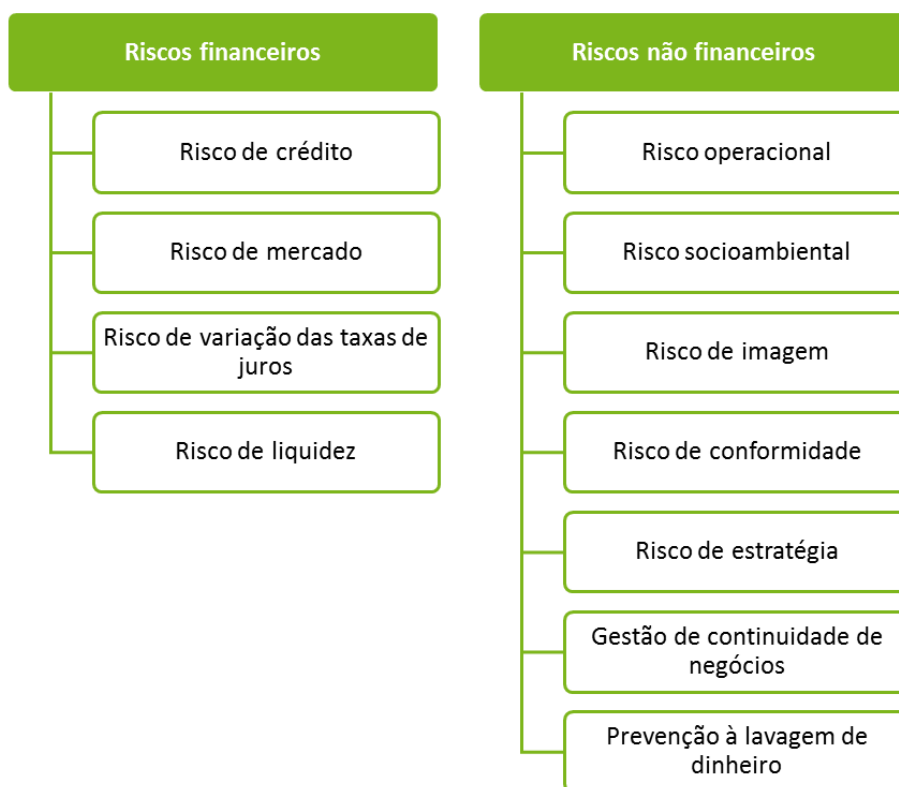 Riscos financeiros
Risco de crédito
Risco de mercado
Risco de variação das taxas de
juros
Risco de liquidez
Riscos não financeiros
Risco operacional
Risco socioambiental
Risco de imagem
Risco de conformidade
Risco de estratégia
Gestão de continuidade de
negócios
Prevenção à lavagem de
dinheiro